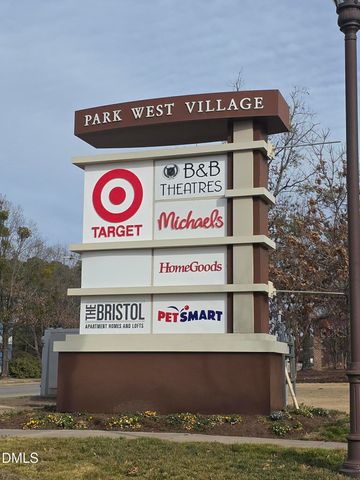 PARK WEST VILLAGE
TARGET
B&B
THEATRES
Michaels
HomeGoods
THE BRISTOL
APARTMENT HOMES AND LOFTS
PETSMART
DMLS